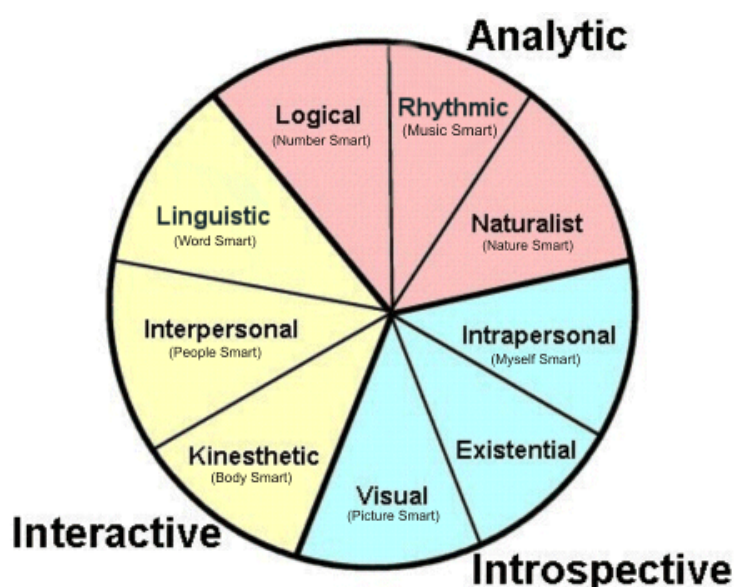 Analytic
Logical
(Number Smart)
Rhythmic
(Music Smart)
Naturalist
(Nature Smart)
Linguistic
(Word Smart)
Interpersonal
(People Smart)
Kinesthetic
(Body Smart)
Intrapersonal
(Myself Smart)
Existential
Visual
(Picture Smart)
Interactive
Introspective